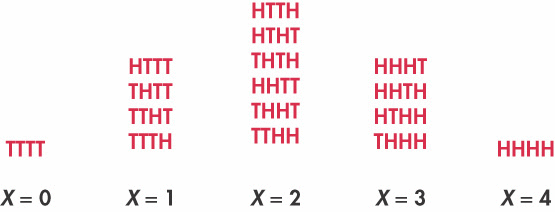 TTTT
X = 0
HTTT
THTT
TTHT
TTTH
X = 1
HTTH
HTHT
THTH
HHTT
THHT
TTHH
X = 2
HHHT
HHTH
HTHH
THHH
X = 3
HHHH
X = 4